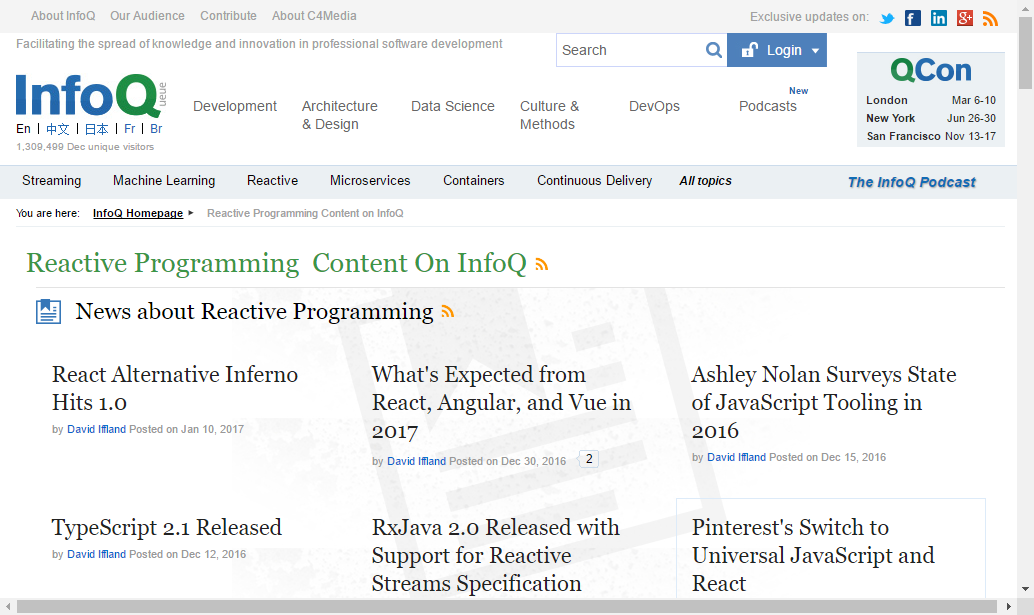 About InfoQ Our Audience Contribute About C4Media Exclusive updates on:
Facilitating the spread of knowledge and innovation in professional software development
Search Login
InfoQ
En | 中文 | 日本 | Fr | Br
1,309,499 Dec unique visitors
Development
Architecture
& Design
Data Science
Culture &
Methods
DevOps
New
Podcasts
QCon
London Mar 6-10
New York Jun 26-30
San Francisco Nov 13-17
Streaming Machine Learning Reactive Microservices Containers Continuous Delivery All topics The InfoQ Podcast
You are here: InfoQ Homepage Reactive Programming Content on InfoQ
Reactive Programming Content On InfoQ
News about Reactive Programming
React Alternative Inferno
Hits 1.0
by David Iffland Posted on Jan 10, 2017
What's Expected from
React, Angular, and Vue in
2017
by David Iffland Posted on Dec 30, 2016 2
Ashley Nolan Surveys State
of JavaScript Tooling in
2016
by David Iffland Posted on Dec 15, 2016
TypeScript 2.1 Released
by David Iffland Posted on Dec 12, 2016
RxJava 2.0 Released with
Support for Reactive
Streams Specification
Pinterest's Switch to
Universal JavaScript and
React